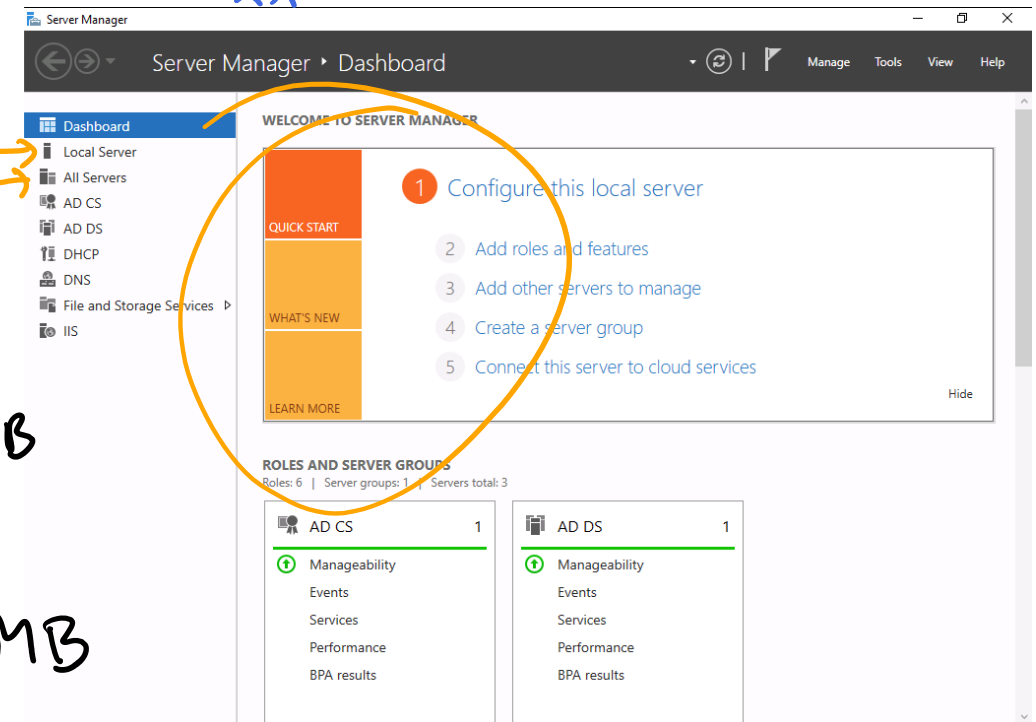 Server Manager
Server Manager • Dashboard
Manage Tools View Help
Dashboard
Local Server
All Servers
AD CS
AD DS
DHCP
DNS
File and Storage Services
IIS
B
MB
WELCOME TO SERVER MANAGER
QUICK START
WHAT'S NEW
LEARN MORE
1 Configure this local server
2 Add roles and features
3 Add other servers to manage
4 Create a server group
5 Connect this server to cloud services
Hide
ROLES AND SERVER GROUPS
Roles: 6 | Server groups: 1 | Servers total: 3
AD CS 1
Manageability
Events
Services
Performance
BPA results
AD DS 1
Manageability
Events
Services
Performance
BPA results